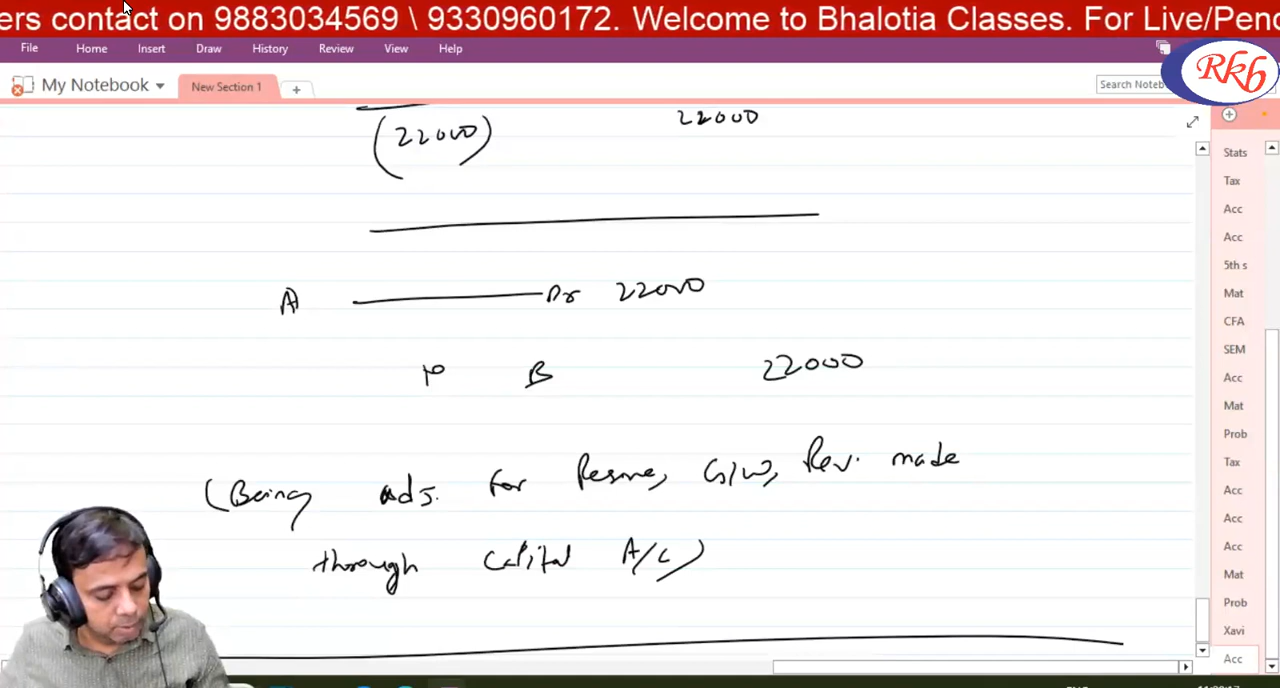 ers contact on 9883034569 \ 9330960172. Welcome to Bhalotia Classes. For Live/Pend
File Home Insert Draw History Review View Help
Rkb
My Notebook New Section 1 + Search Noteb
(22000) 22000
A Dr 22000
To B 22000
(Being adj. for Reserve, G/W, Rev. made
through Capital A/C)
Stats
Tax
Acc
Acc
5th s
Mat
CFA
SEM
Acc
Mat
Prob
Tax
Acc
Acc
Acc
Mat
Prob
Xavi
Acc